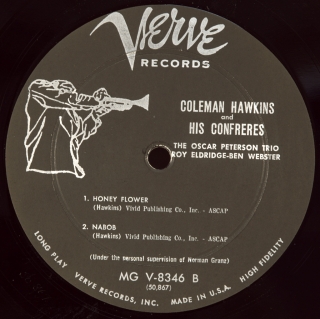 Verve
RECORDS
COLEMAN HAWKINS
and
HIS CONFRERES
THE OSCAR PETERSON TRIO
ROY ELDRIDGE-BEN WEBSTER
1. HONEY FLOWER
(Hawkins) Vivid Publishing Co., Inc. - ASCAP
2. NABOB
(Hawkins) Vivid Publishing Co., Inc. - ASCAP
(Under the personal supervision of Norman Granz)
MG V-8346 B
(50,867)
LONG PLAY VERVE RECORDS, INC. MADE IN U.S.A. HIGH FIDELITY